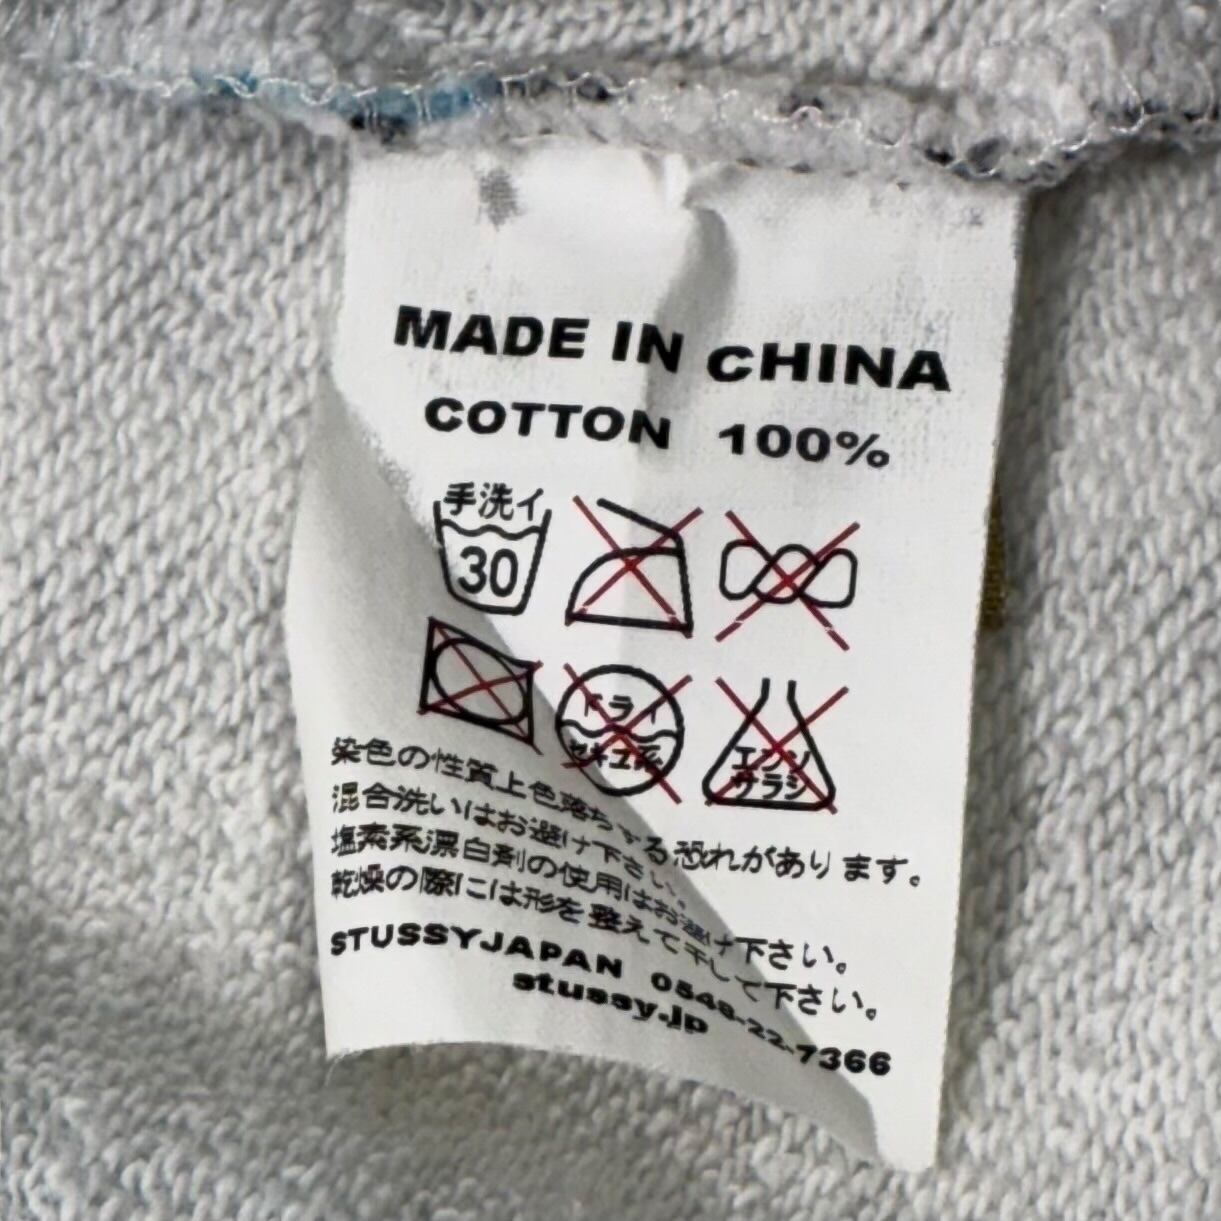 MADE IN CHINA
COTTON 100%
手洗イ
30
ドライ
セキユ系
エンソ
サラシ
染色の性質上色落ちする恐れがあります。
混合洗いはお避け下さい。
塩素系漂白剤の使用はお避け下さい。
乾燥の際には形を整えて干して下さい。
STUSSYJAPAN 0548-22-7366
stussy.jp